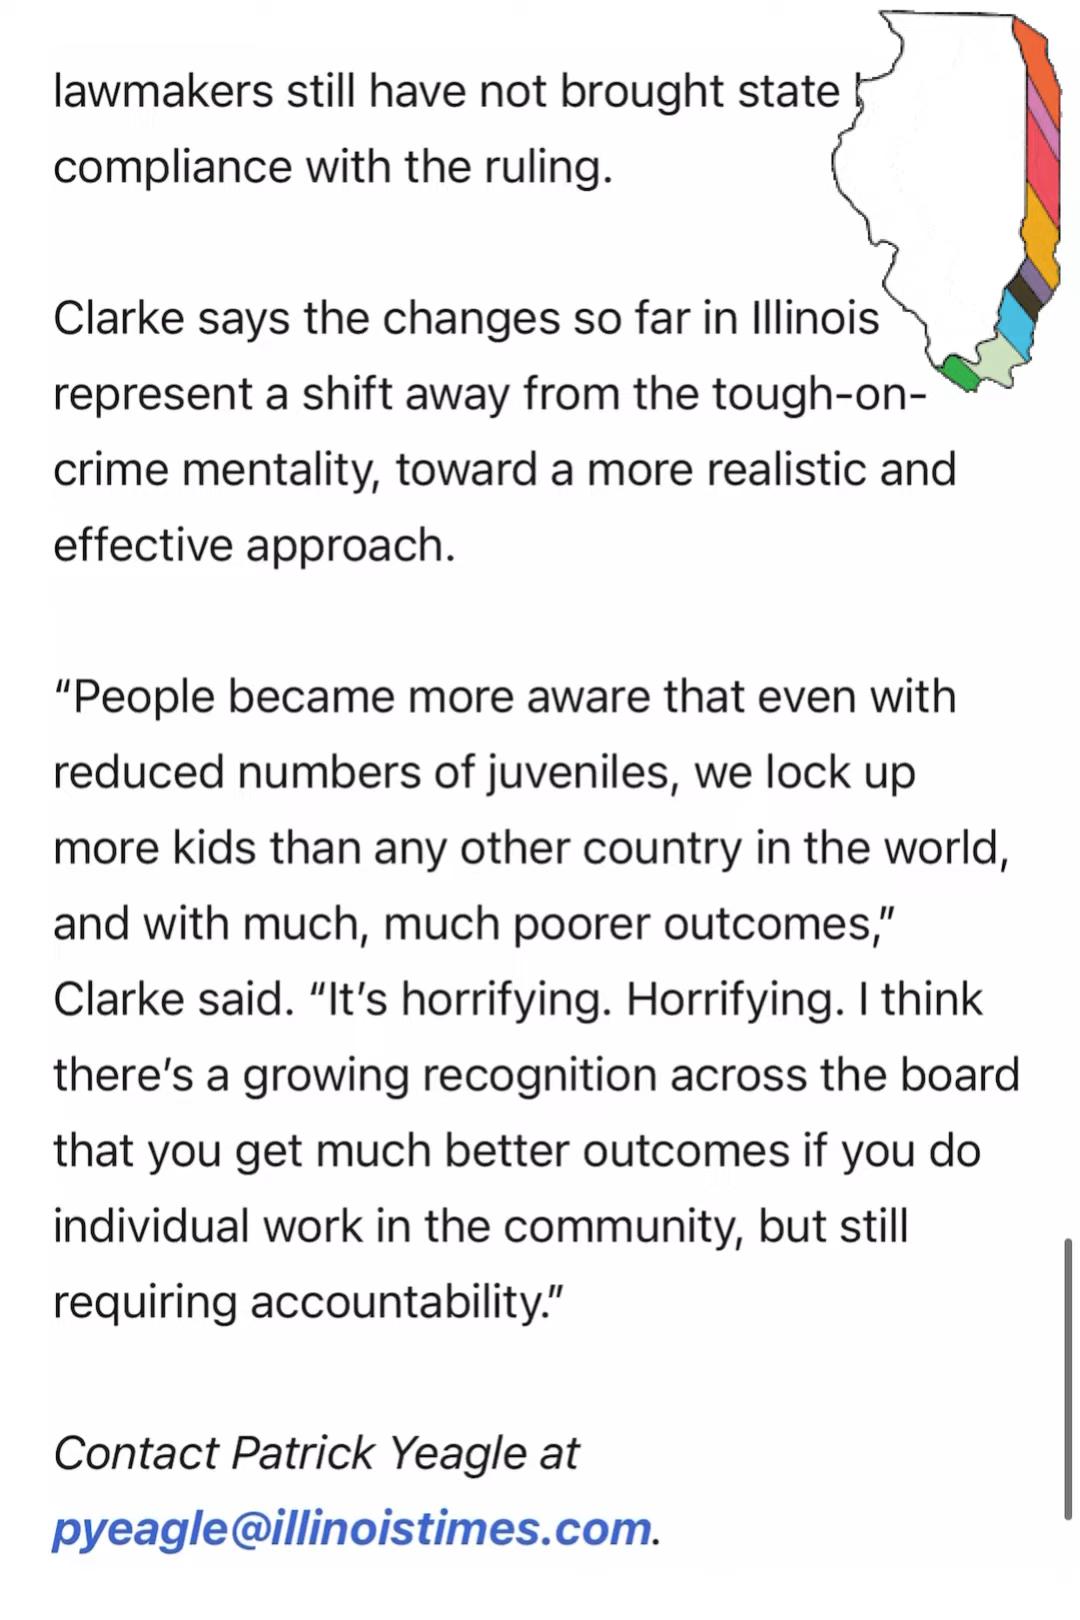 lawmakers still have not brought state
compliance with the ruling.
Clarke says the changes so far in Illinois
represent a shift away from the tough-on-
crime mentality, toward a more realistic and
effective approach.
“People became more aware that even with
reduced numbers of juveniles, we lock up
more kids than any other country in the world,
and with much, much poorer outcomes,”
Clarke said. “It’s horrifying. Horrifying. I think
there’s a growing recognition across the board
that you get much better outcomes if you do
individual work in the community, but still
requiring accountability.”
Contact Patrick Yeagle at
pyeagle@illinoistimes.com.